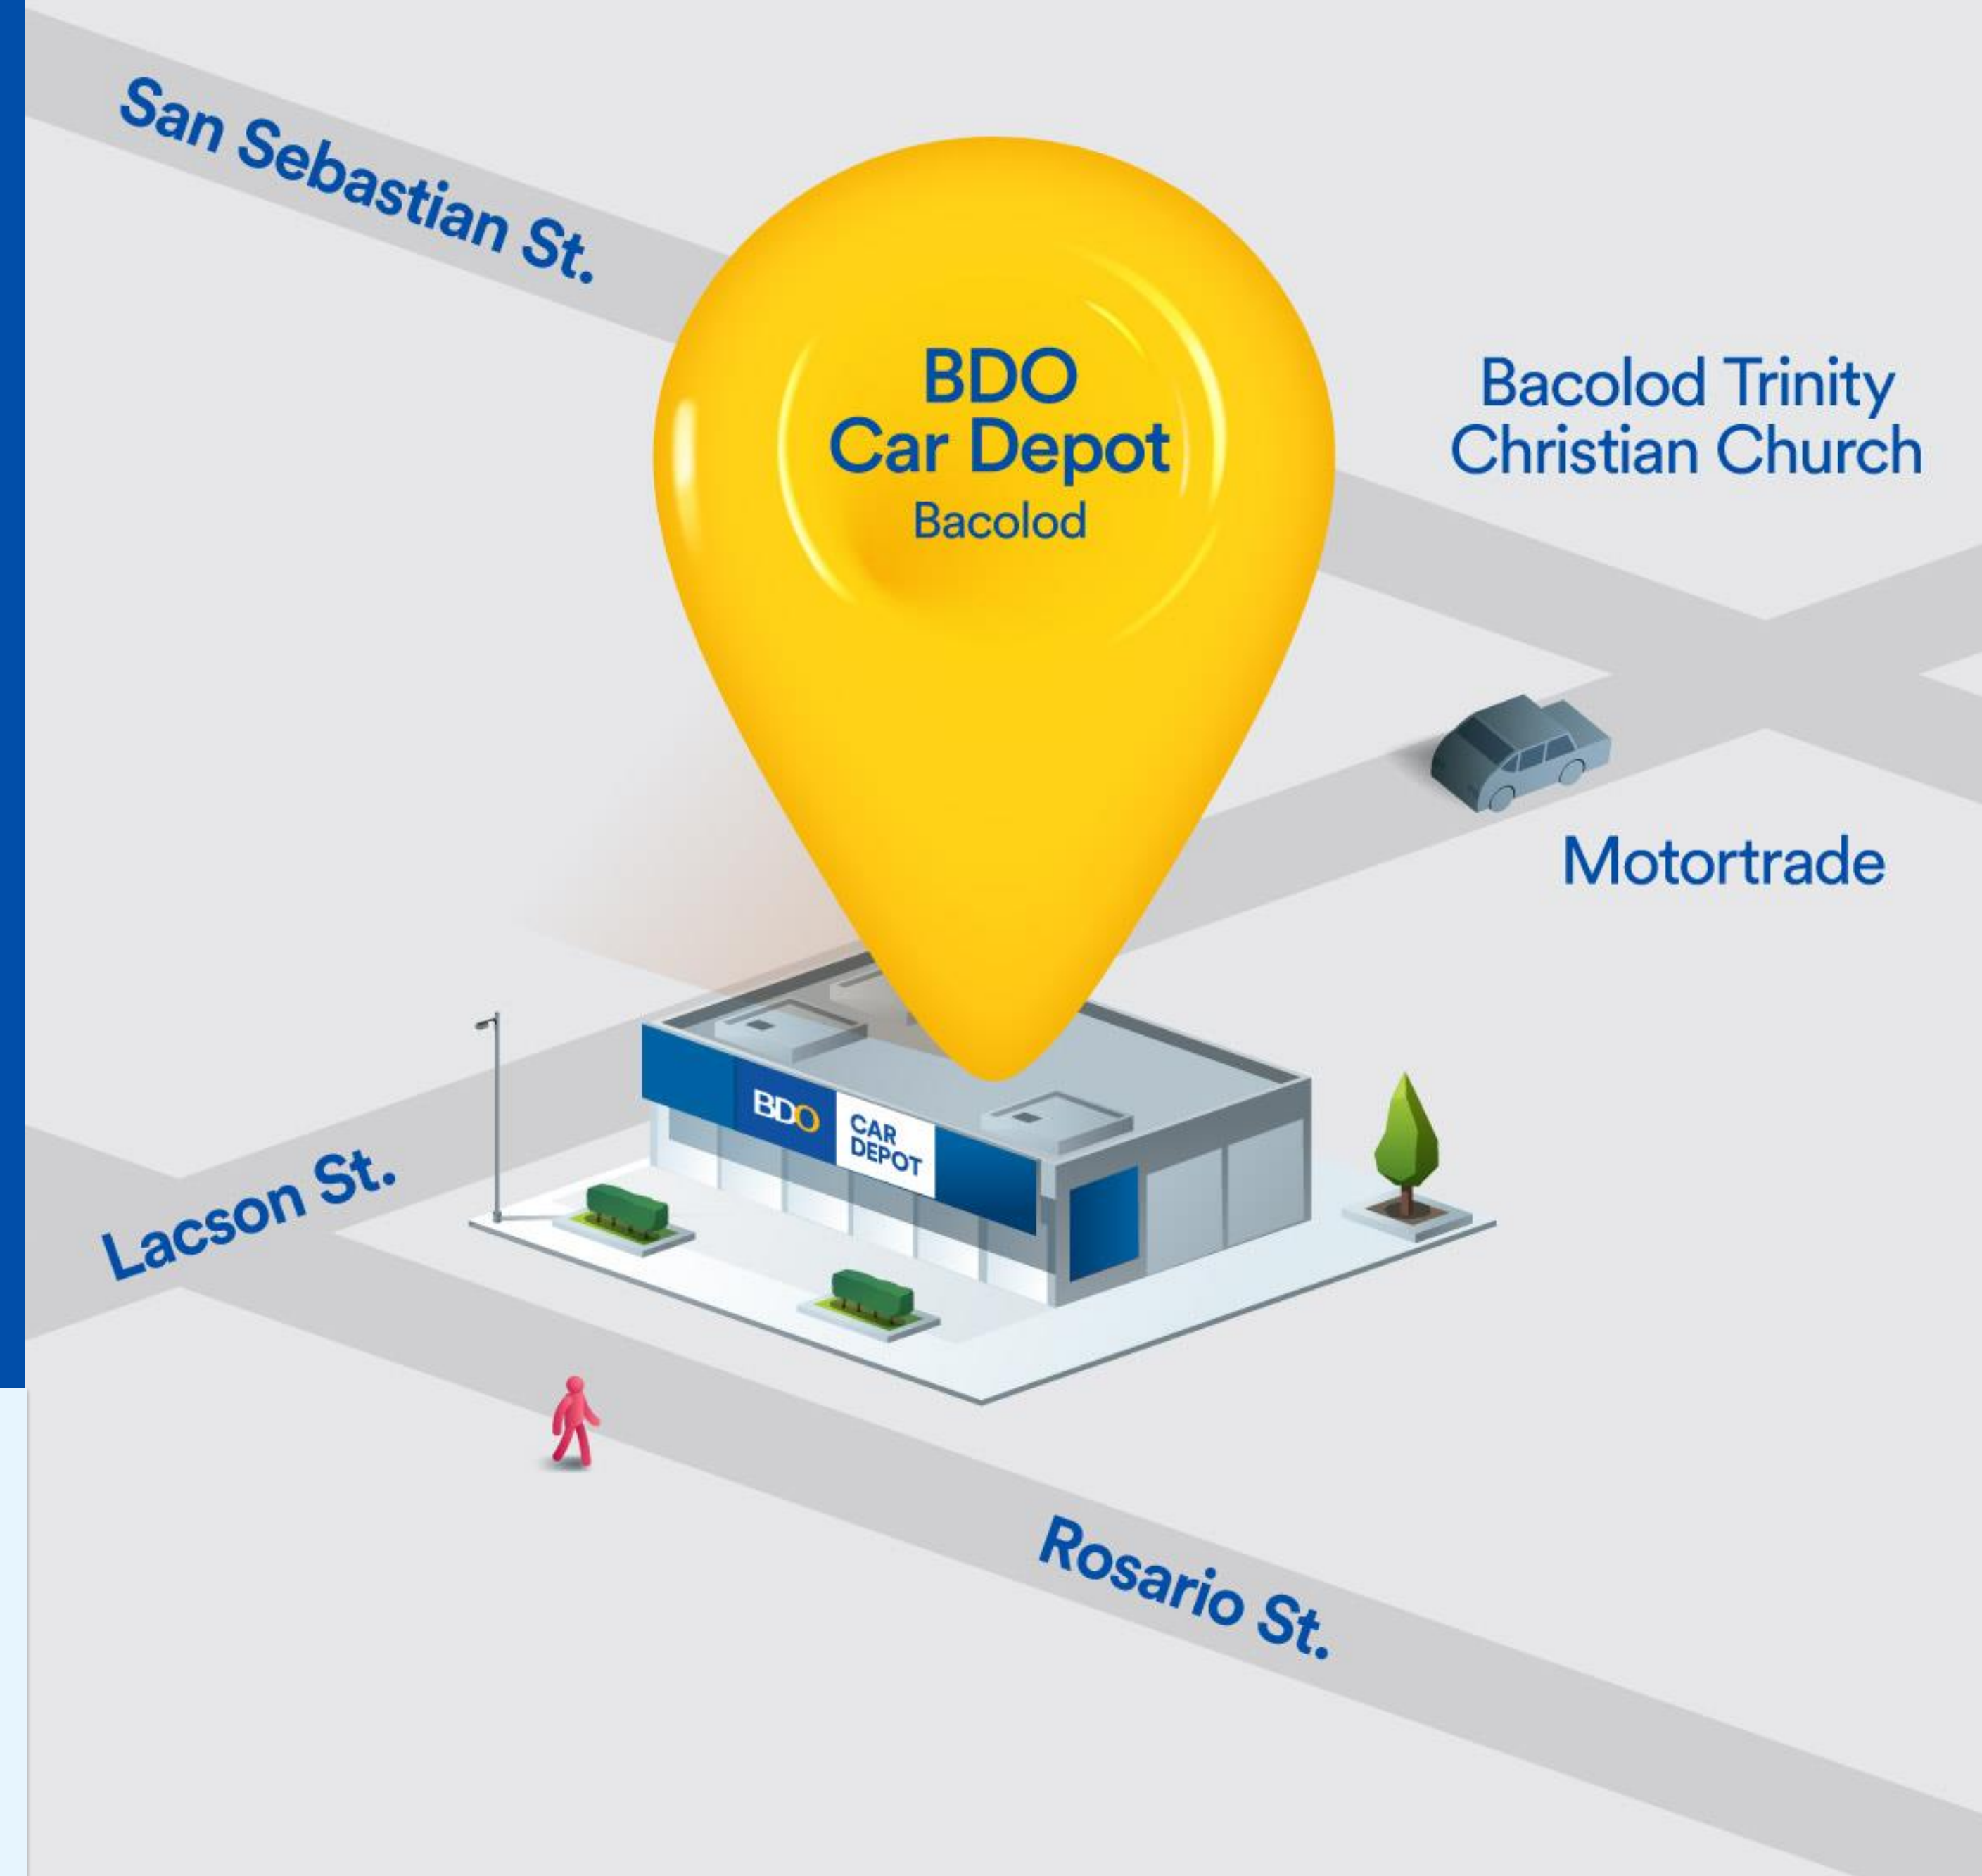 San Sebastian St.
BDO
Car Depot
Bacolod
Bacolod Trinity
Christian Church
Motortrade
BDO
CAR
DEPOT
Lacson St.
Rosario St.